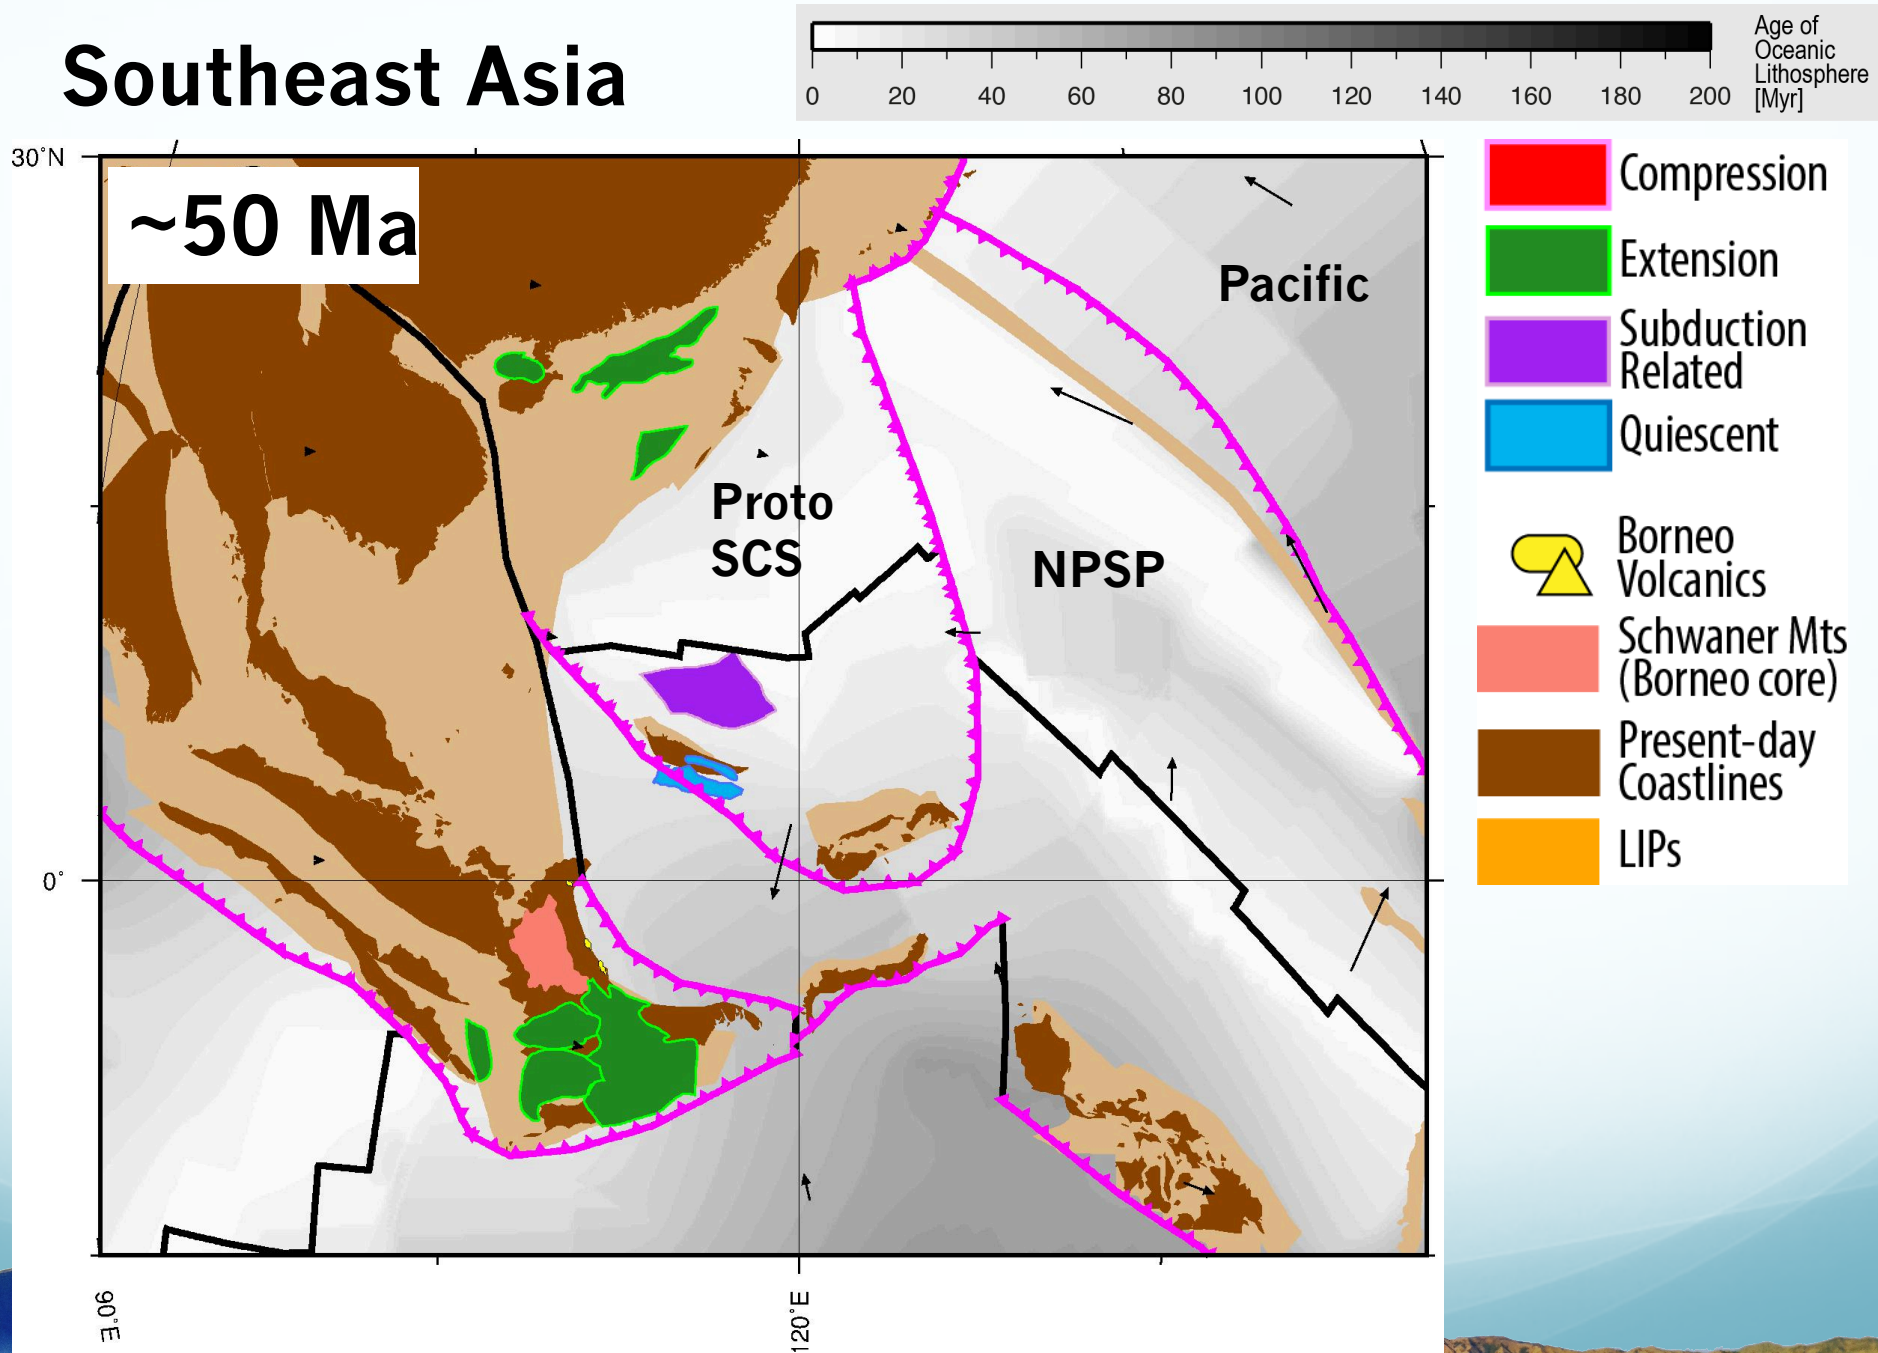 Southeast Asia
0 20 40 60 80 100 120 140 160 180 200
Age of
Oceanic
Lithosphere
[Myr]
30°N
~50 Ma
Pacific
Proto
SCS
NPSP
0°
90°E
120°E
Compression
Extension
Subduction
Related
Quiescent
Borneo
Volcanics
Schwaner Mts
(Borneo core)
Present-day
Coastlines
LIPs